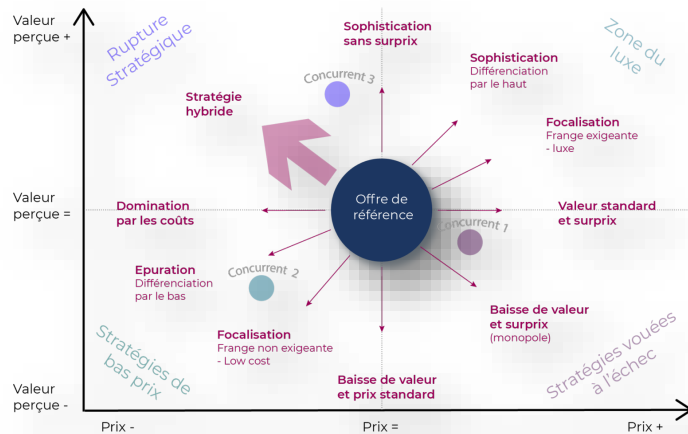 Valeur
perçue +
Rupture
Stratégique
Sophistication
sans surprix
Zone du
luxe
Concurrent 3
Sophistication
Différenciation
par le haut
Stratégie
hybride
Focalisation
Frange exigeante
- luxe
Valeur
perçue =
Domination
par les coûts
Offre de
référence
Valeur standard
et surprix
Concurrent 1
Epuration
Différenciation
par le bas
Concurrent 2
Baisse de valeur
et surprix
(monopole)
Stratégies de
bas prix
Focalisation
Frange non exigeante
- Low cost
Stratégies vouées
à l'échec
Baisse de valeur
et prix standard
Valeur
perçue -
Prix -
Prix =
Prix +